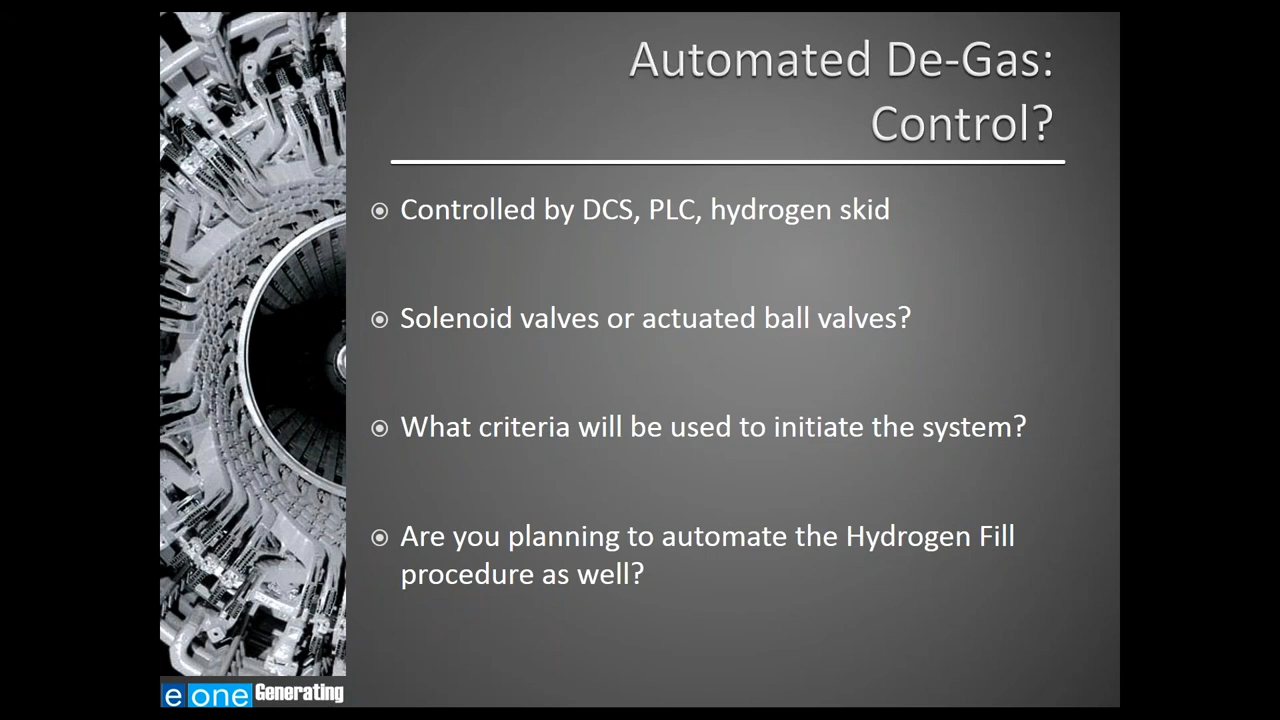 Automated De-Gas:
Control?
Controlled by DCS, PLC, hydrogen skid
Solenoid valves or actuated ball valves?
What criteria will be used to initiate the system?
Are you planning to automate the Hydrogen Fill
procedure as well?
e one Generating